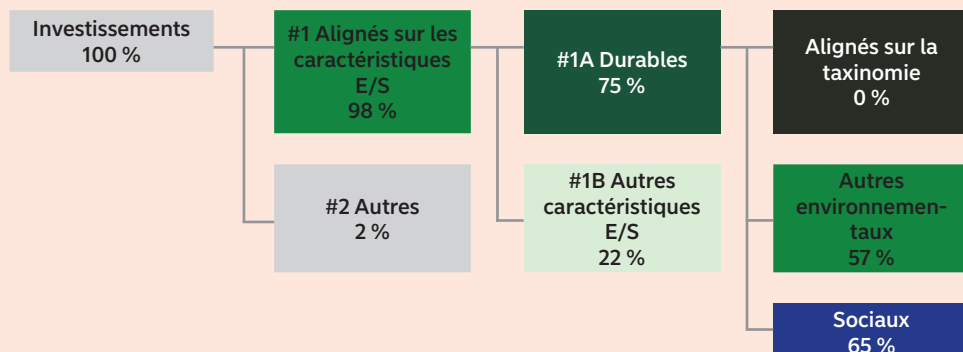 Investissements
100 %
#1 Alignés sur les
caractéristiques
E/S
98 %
#1A Durables
75 %
Alignés sur la
taxinomie
0 %
#2 Autres
2 %
#1B Autres
caractéristiques
E/S
22 %
Autres
environnemen-
taux
57 %
Sociaux
65 %